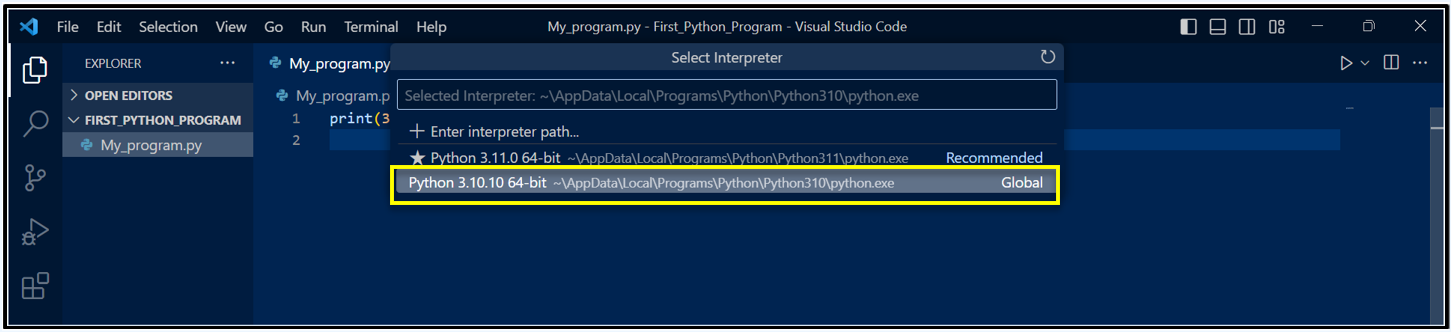 File Edit Selection View Go Run Terminal Help My_program.py - First_Python_Program - Visual Studio Code
EXPLORER ··· My_program.py Select Interpreter
OPEN EDITORS My_program.p Selected Interpreter: ~\AppData\Local\Programs\Python\Python310\python.exe
FIRST_PYTHON_PROGRAM 1 print(3
My_program.py 2
+ Enter interpreter path...
★ Python 3.11.0 64-bit ~\AppData\Local\Programs\Python\Python311\python.exe Recommended
Python 3.10.10 64-bit ~\AppData\Local\Programs\Python\Python310\python.exe Global